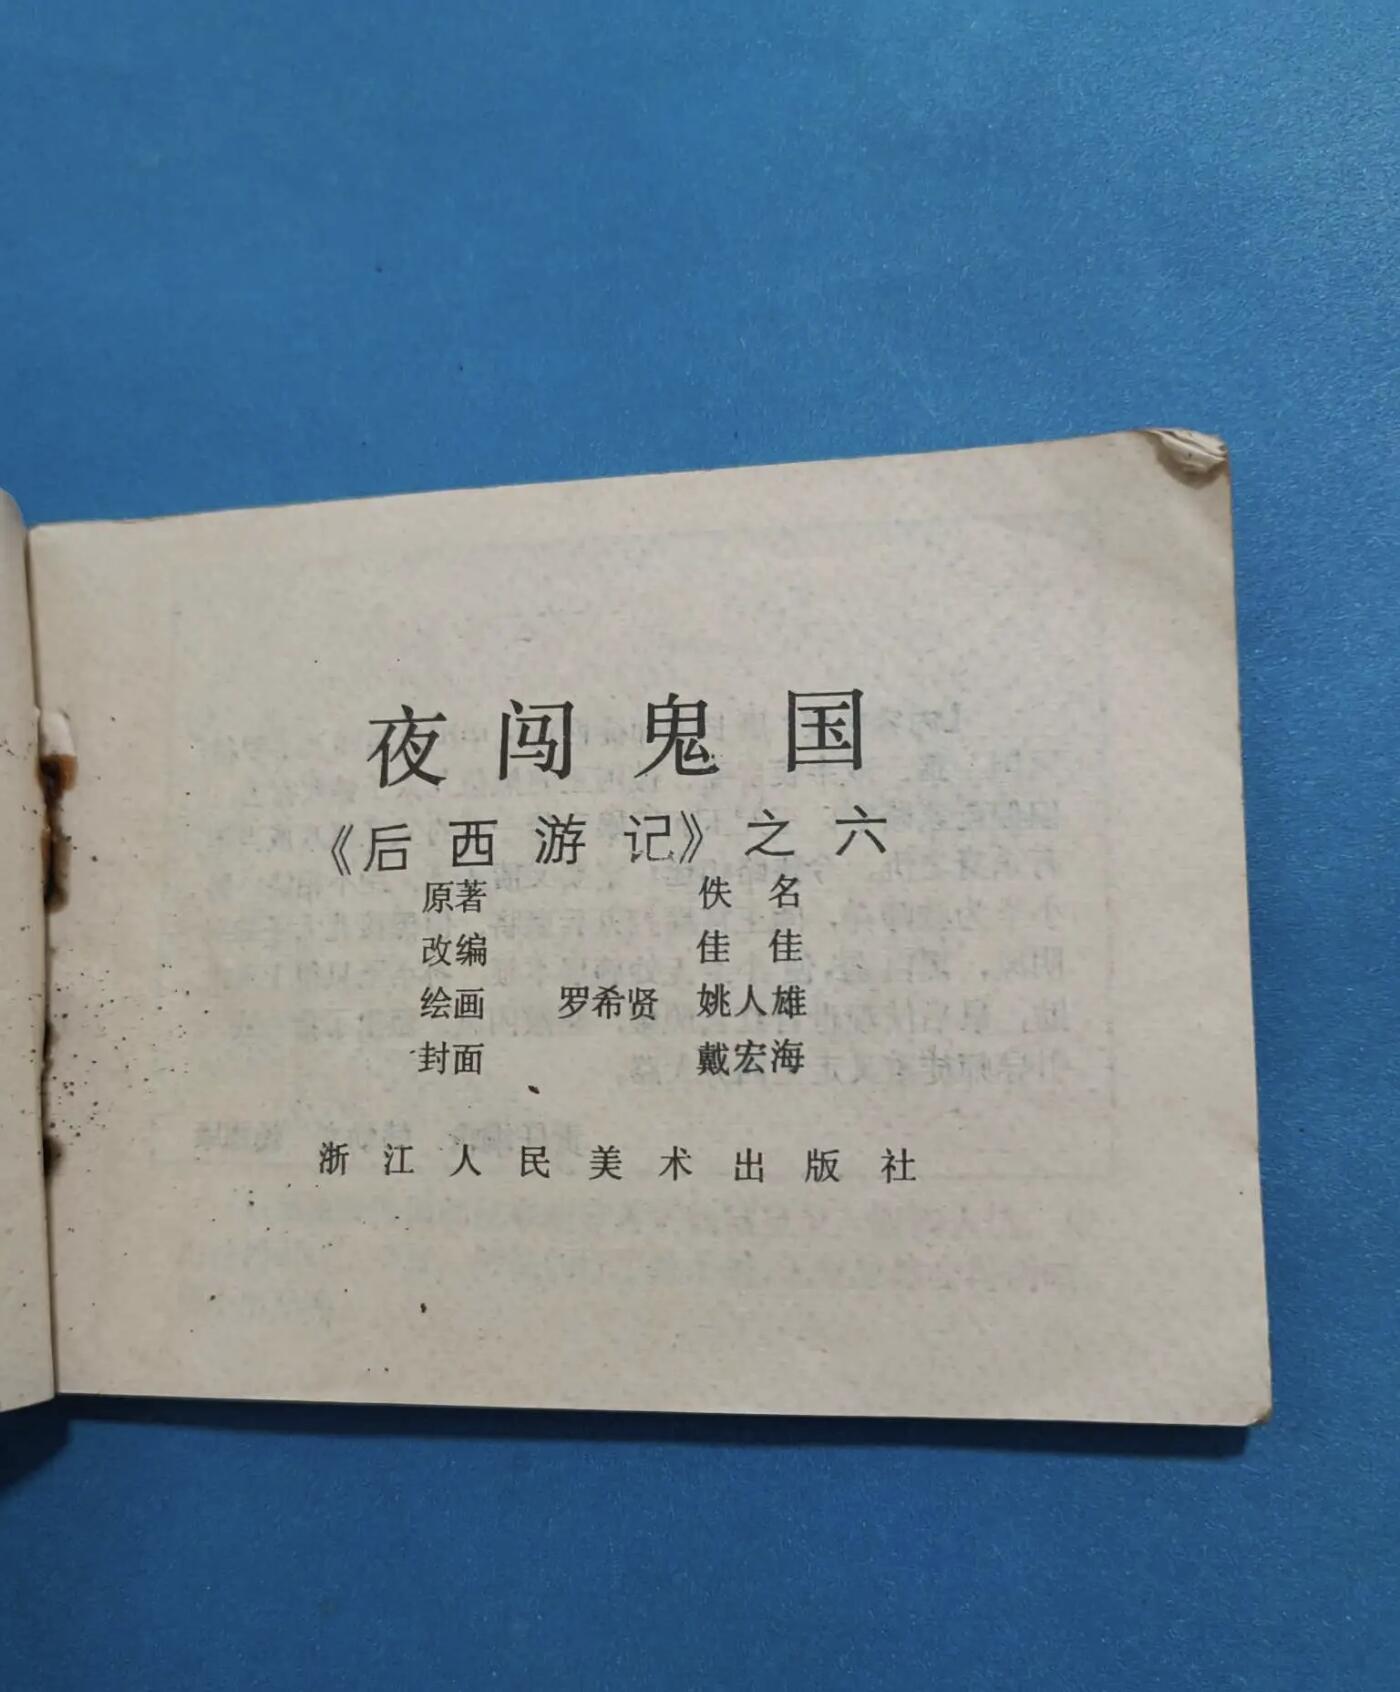 夜闯鬼国
《后西游记》之六
原著 佚名
改编 佳佳
绘画 罗希贤 姚人雄
封面 戴宏海
浙江人民美术出版社